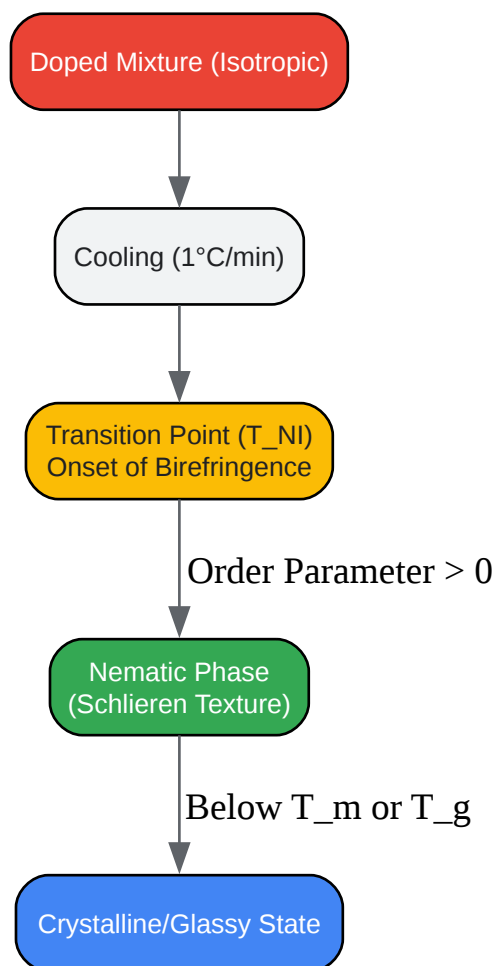 Doped Mixture (Isotropic)
Cooling (1°C/min)
Transition Point (T_NI)
Onset of Birefringence
Order Parameter > 0
Nematic Phase
(Schlieren Texture)
Below T_m or T_g
Crystalline/Glassy State